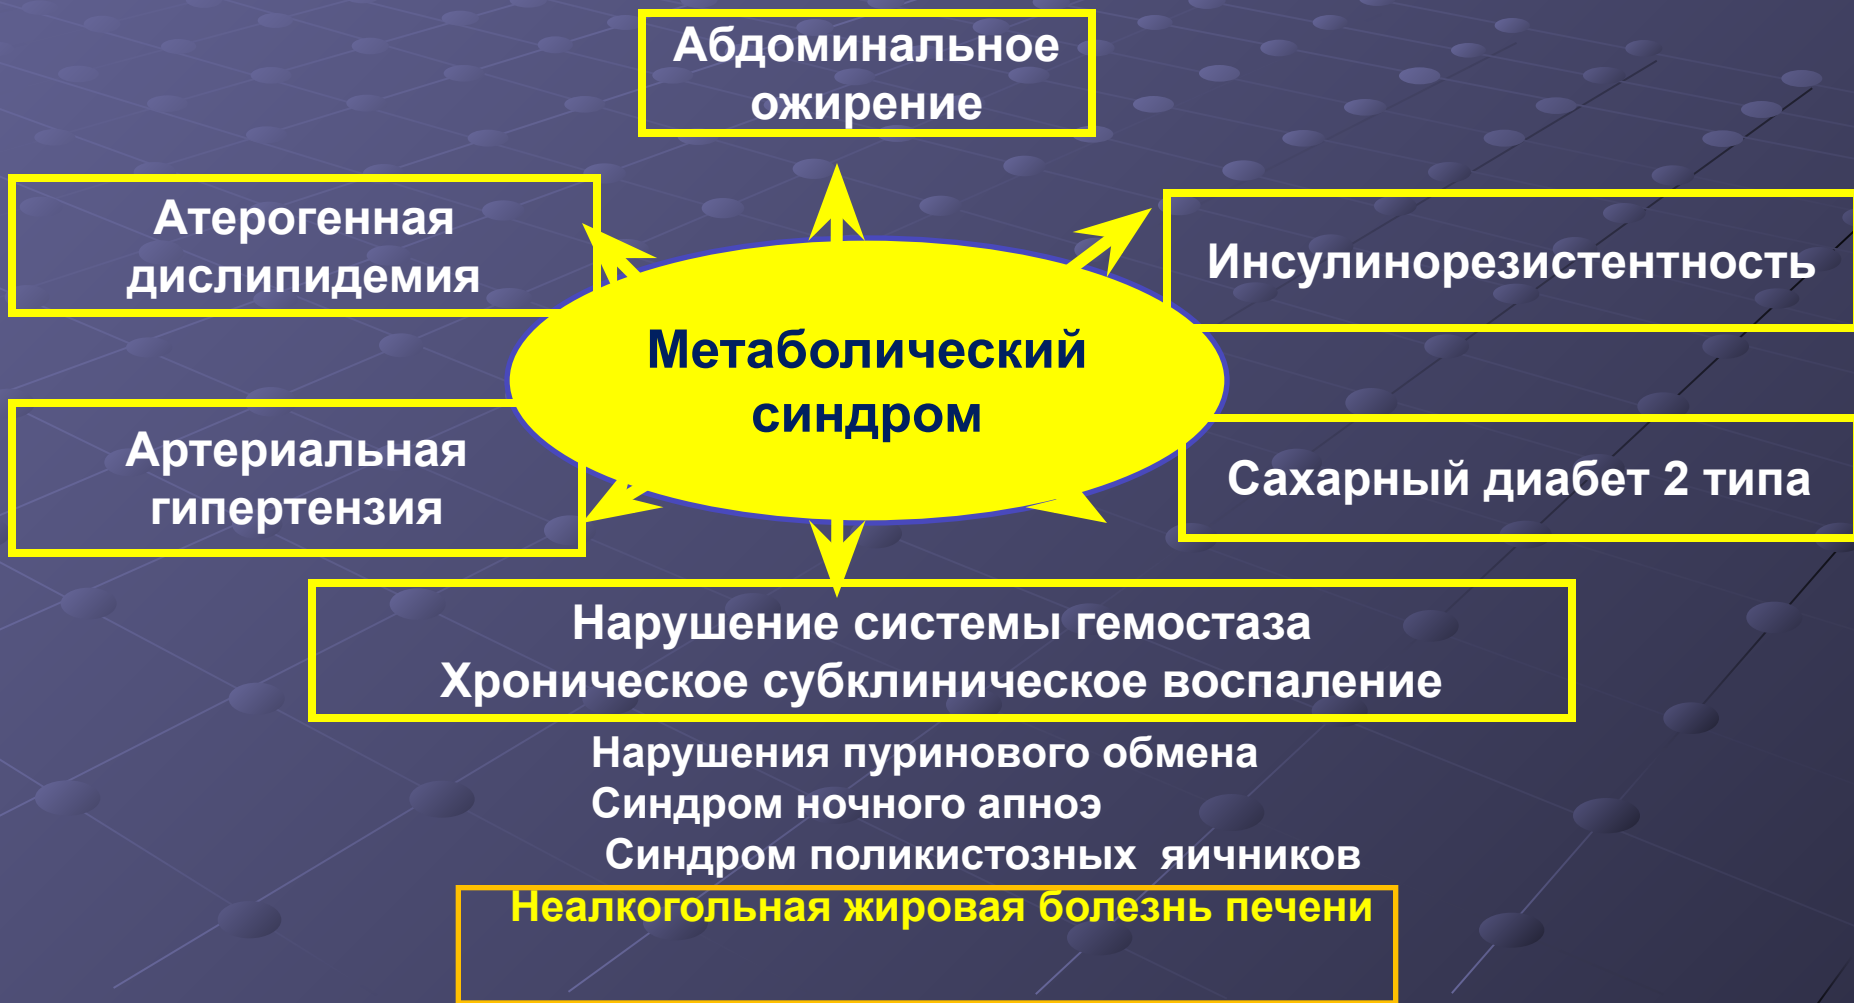 Абдоминальное
ожирение
Атерогенная
дислипидемия
Инсулинорезистентность
Метаболический
синдром
Артериальная
гипертензия
Сахарный диабет 2 типа
Нарушение системы гемостаза
Хроническое субклиническое воспаление
Нарушения пуринового обмена
Синдром ночного апноэ
Синдром поликистозных яичников
Неалкогольная жировая болезнь печени